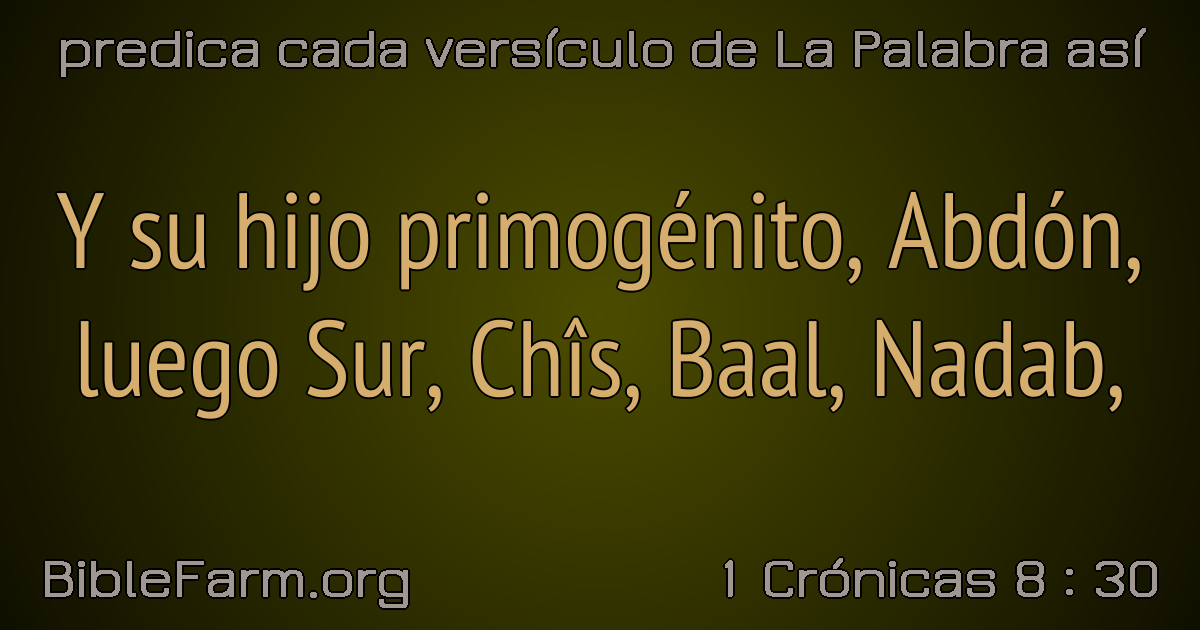 predica cada versículo de La Palabra así
Y su hijo primogénito, Abdón,
luego Sur, Chîs, Baal, Nadab,
BibleFarm.org
1 Crónicas 8 : 30